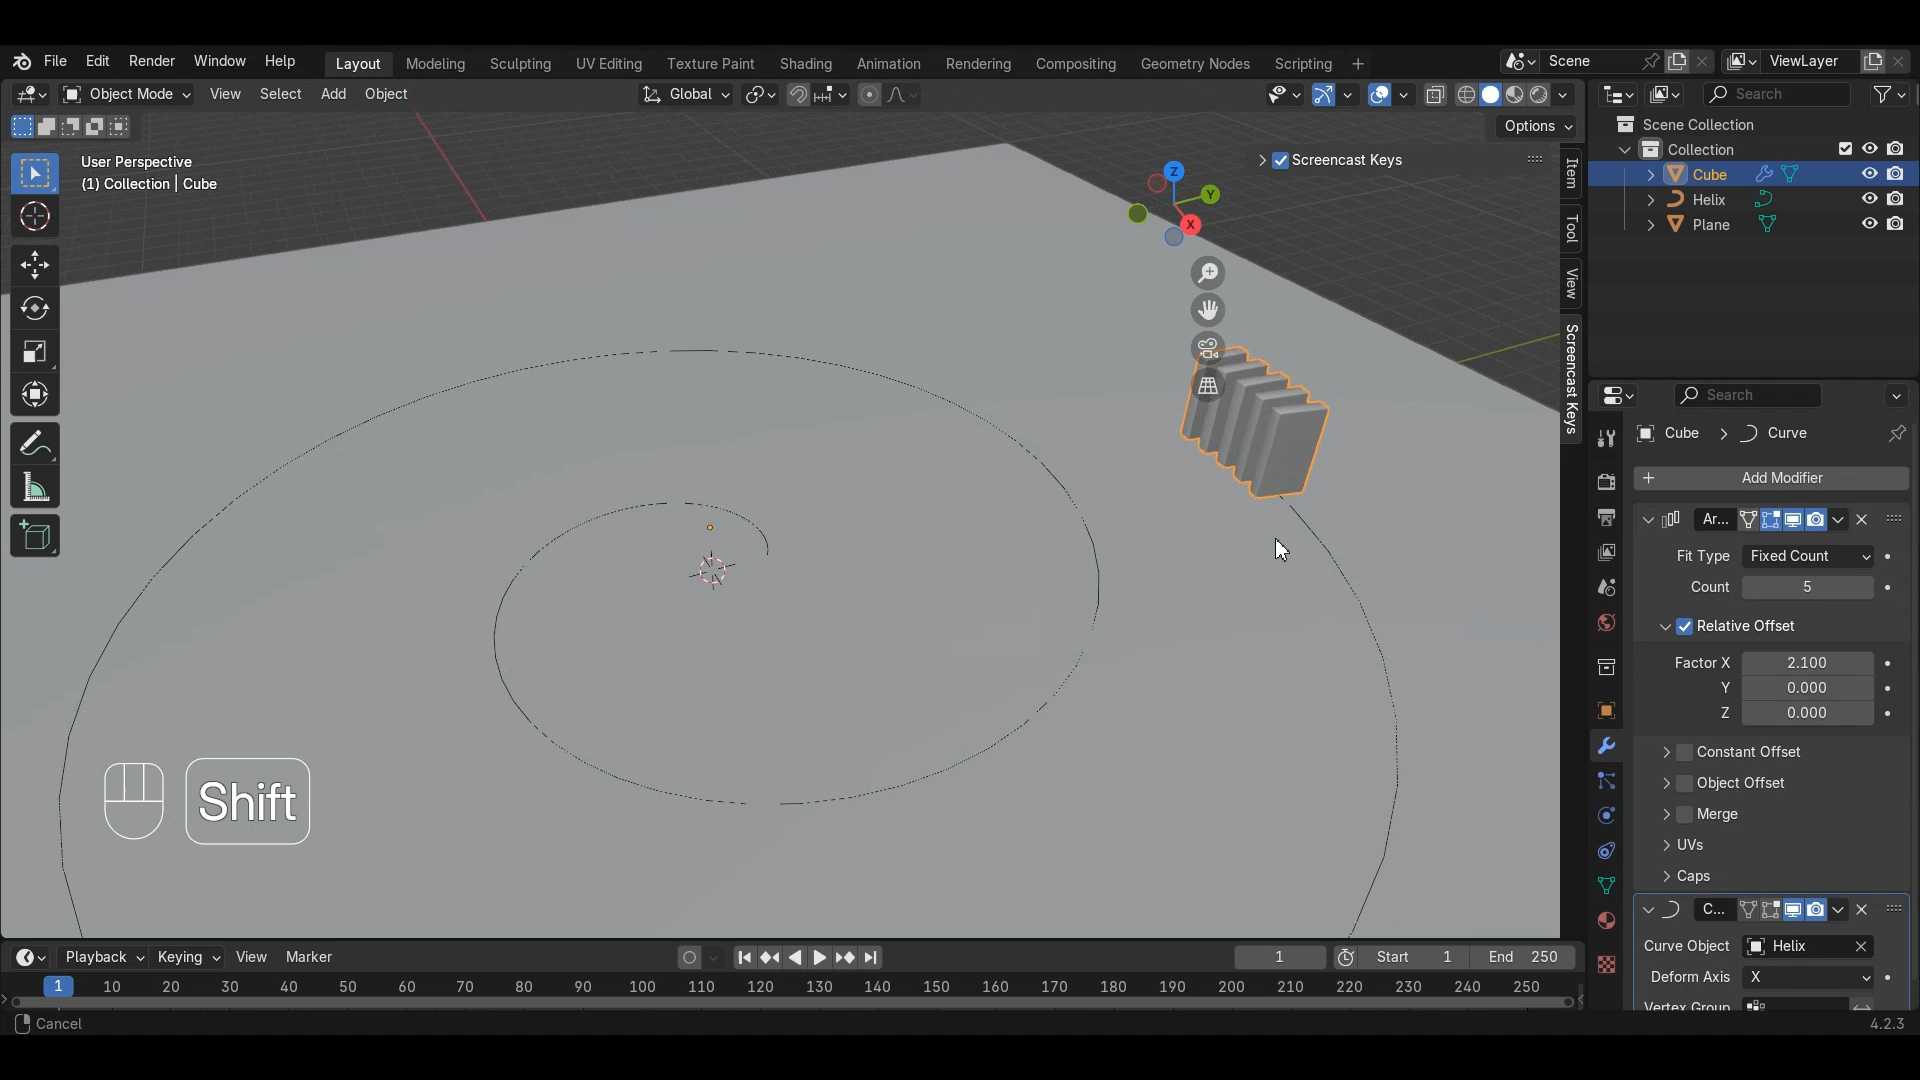 File Edit Render Window Help Layout Modeling Sculpting UV Editing Texture Paint Shading Animation Rendering Compositing Geometry Nodes Scripting + Scene ViewLayer
Object Mode View Select Add Object Global Search
Options
User Perspective
(1) Collection | Cube
Screencast Keys
Z
Y
X
Item
Tool
View
Screencast Keys
Scene Collection
Collection
Cube
Helix
Plane
Search
Cube > Curve
+ Add Modifier
Ar...
Fit Type Fixed Count
Count 5
Relative Offset
Factor X 2.100
Y 0.000
Z 0.000
Constant Offset
Object Offset
Merge
UVs
Caps
C...
Curve Object Helix
Deform Axis X
Vertex Group
Shift
Playback Keying View Marker 1 Start 1 End 250
1 10 20 30 40 50 60 70 80 90 100 110 120 130 140 150 160 170 180 190 200 210 220 230 240 250
Cancel 4.2.3